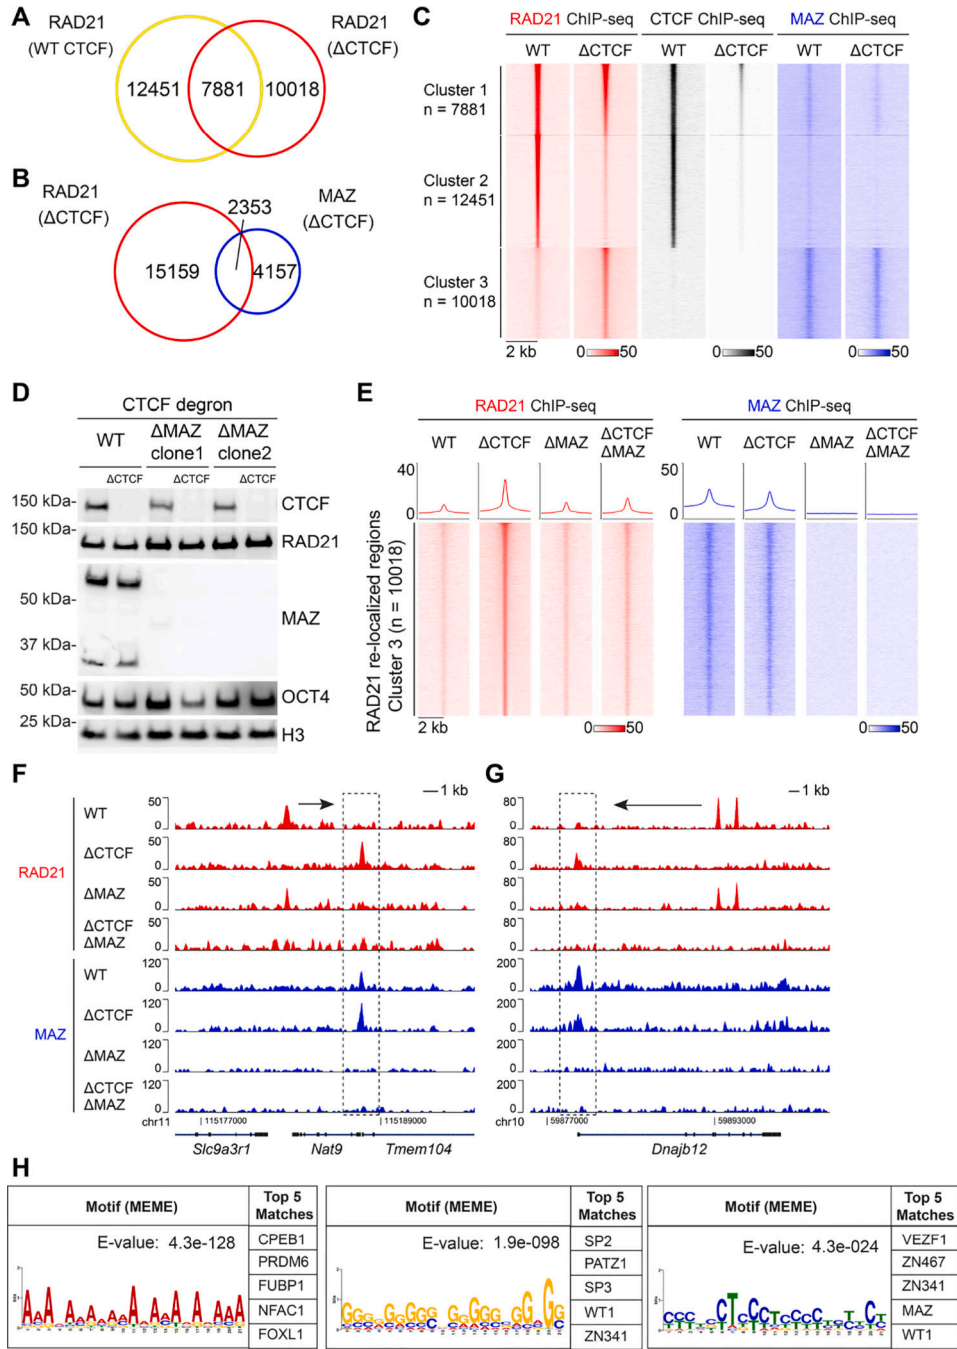 A
RAD21
(WT CTCF)
RAD21
(ΔCTCF)
12451
7881
10018
B
RAD21
(ΔCTCF)
2353
MAZ
(ΔCTCF)
15159
4157
C
RAD21 ChIP-seq
CTCF ChIP-seq
MAZ ChIP-seq
WT
ΔCTCF
WT
ΔCTCF
WT
ΔCTCF
Cluster 1
n = 7881
Cluster 2
n = 12451
Cluster 3
n = 10018
2 kb
0 50
0 50
0 50
D
CTCF degron
WT
ΔMAZ
clone1
ΔMAZ
clone2
ΔCTCF
ΔCTCF
ΔCTCF
150 kDa-
CTCF
150 kDa-
RAD21
50 kDa-
MAZ
37 kDa-
50 kDa-
OCT4
25 kDa-
H3
E
RAD21 ChIP-seq
MAZ ChIP-seq
WT
ΔCTCF
ΔMAZ
ΔCTCF
ΔMAZ
WT
ΔCTCF
ΔMAZ
ΔCTCF
ΔMAZ
40
0
50
0
RAD21 re-localized regions
Cluster 3 (n = 10018)
2 kb
0 50
0 50
F
1 kb
RAD21
WT
50
0
ΔCTCF
50
0
ΔMAZ
50
0
ΔCTCF
ΔMAZ
50
0
MAZ
WT
120
0
ΔCTCF
120
0
ΔMAZ
120
0
ΔCTCF
ΔMAZ
120
0
chr11
115177000
115189000
Slc9a3r1
Nat9
Tmem104
G
1 kb
80
0
80
0
80
0
80
0
200
0
200
0
200
0
200
0
chr10
59877000
59893000
Dnajb12
H
Motif (MEME)
Top 5
Matches
E-value: 4.3e-128
CPEB1
PRDM6
FUBP1
NFAC1
FOXL1
Motif (MEME)
Top 5
Matches
E-value: 1.9e-098
SP2
PATZ1
SP3
WT1
ZN341
Motif (MEME)
Top 5
Matches
E-value: 4.3e-024
VEZF1
ZN467
ZN341
MAZ
WT1